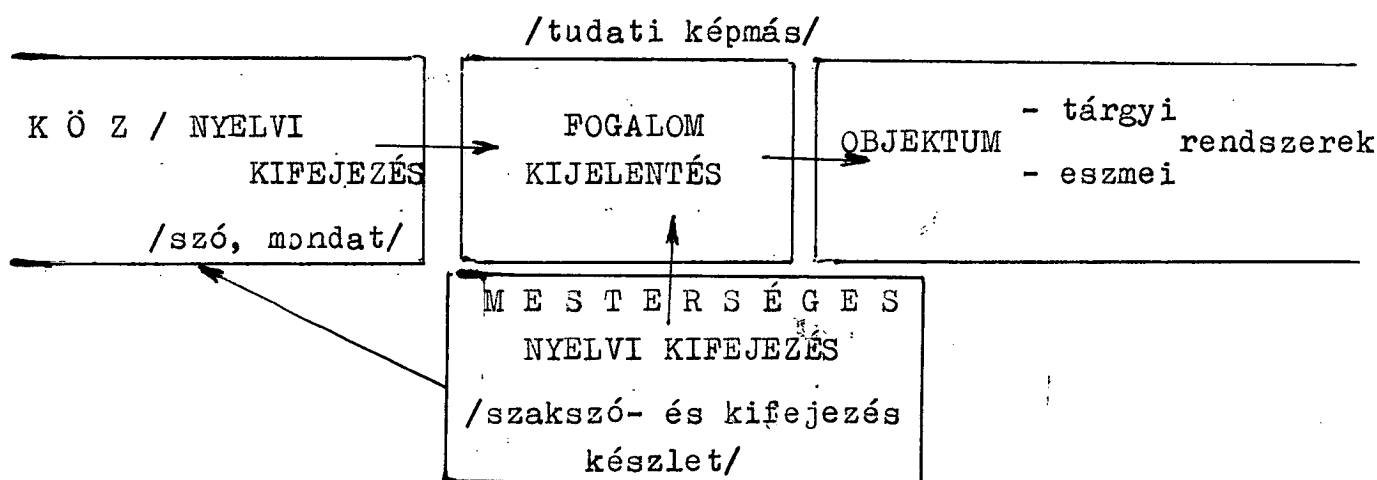 /tudati képmás/
K Ö Z / NYELVI
KIFEJEZÉS
/szó, mondat/
FOGALOM
KIJELENTÉS
OBJEKTUM
- tárgyi
rendszerek
- eszmei
M E S T E R S É G E S
NYELVI KIFEJEZÉS
/szakszó- és kifejezés
készlet/